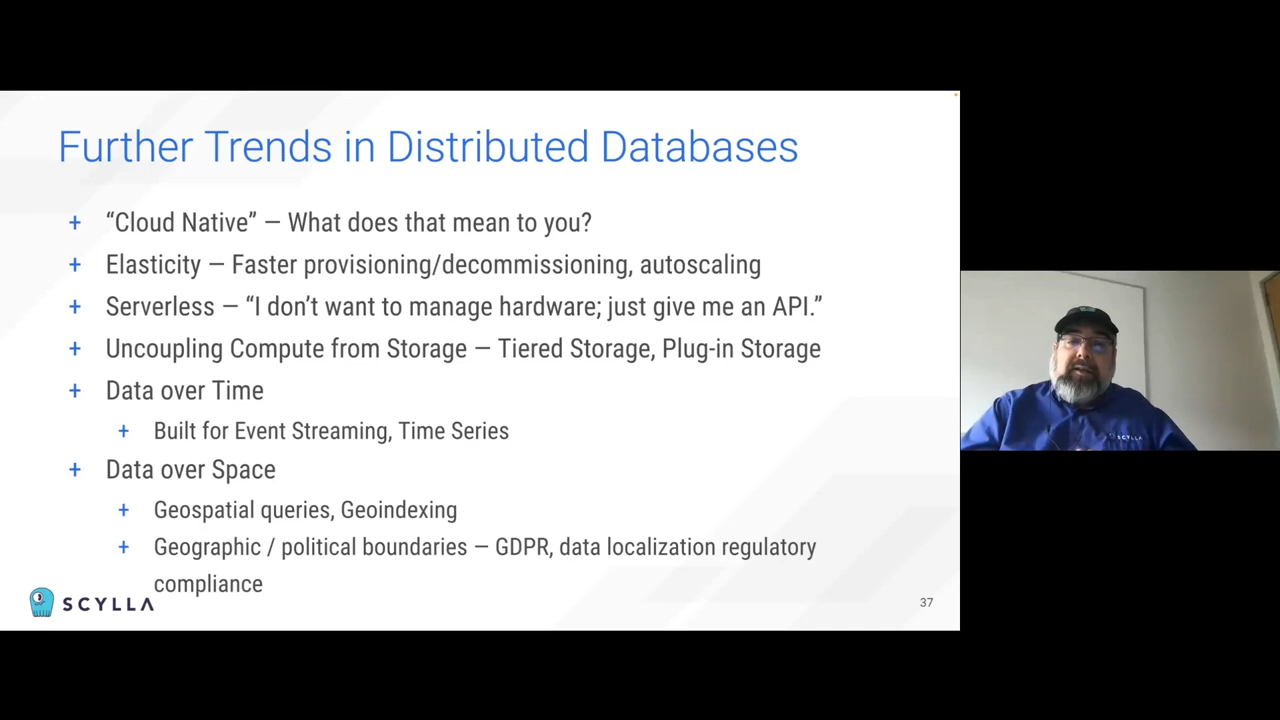 Further Trends in Distributed Databases
+ “Cloud Native” — What does that mean to you?
+ Elasticity — Faster provisioning/decommissioning, autoscaling
+ Serverless — “I don’t want to manage hardware; just give me an API.”
+ Uncoupling Compute from Storage — Tiered Storage, Plug-in Storage
+ Data over Time
+ Built for Event Streaming, Time Series
+ Data over Space
+ Geospatial queries, Geoindexing
+ Geographic / political boundaries — GDPR, data localization regulatory
compliance
SCYLLA
37
SCYLLA